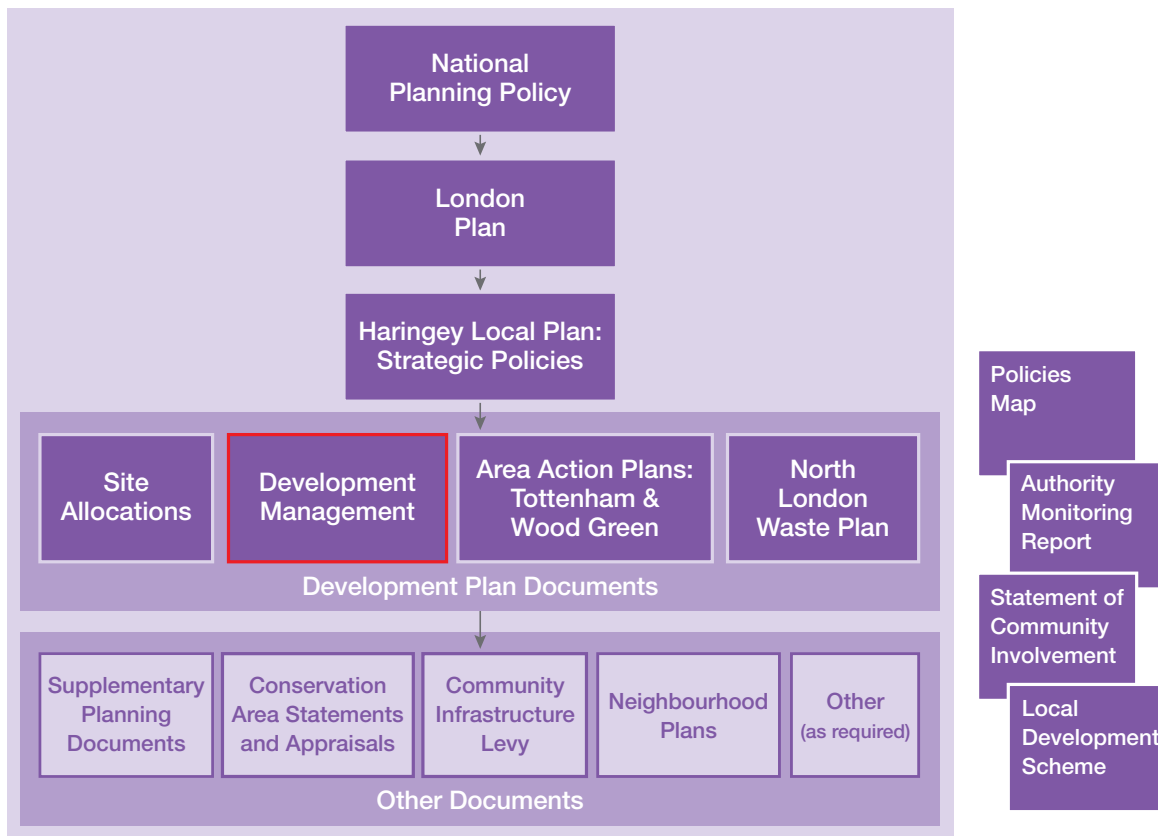 National
Planning Policy
London
Plan
Haringey Local Plan:
Strategic Policies
Site
Allocations
Development
Management
Area Action Plans:
Tottenham &
Wood Green
North
London
Waste Plan
Development Plan Documents
Supplementary
Planning
Documents
Conservation
Area Statements
and Appraisals
Community
Infrastructure
Levy
Neighbourhood
Plans
Other
(as required)
Other Documents
Policies
Map
Authority
Monitoring
Report
Statement of
Community
Involvement
Local
Development
Scheme